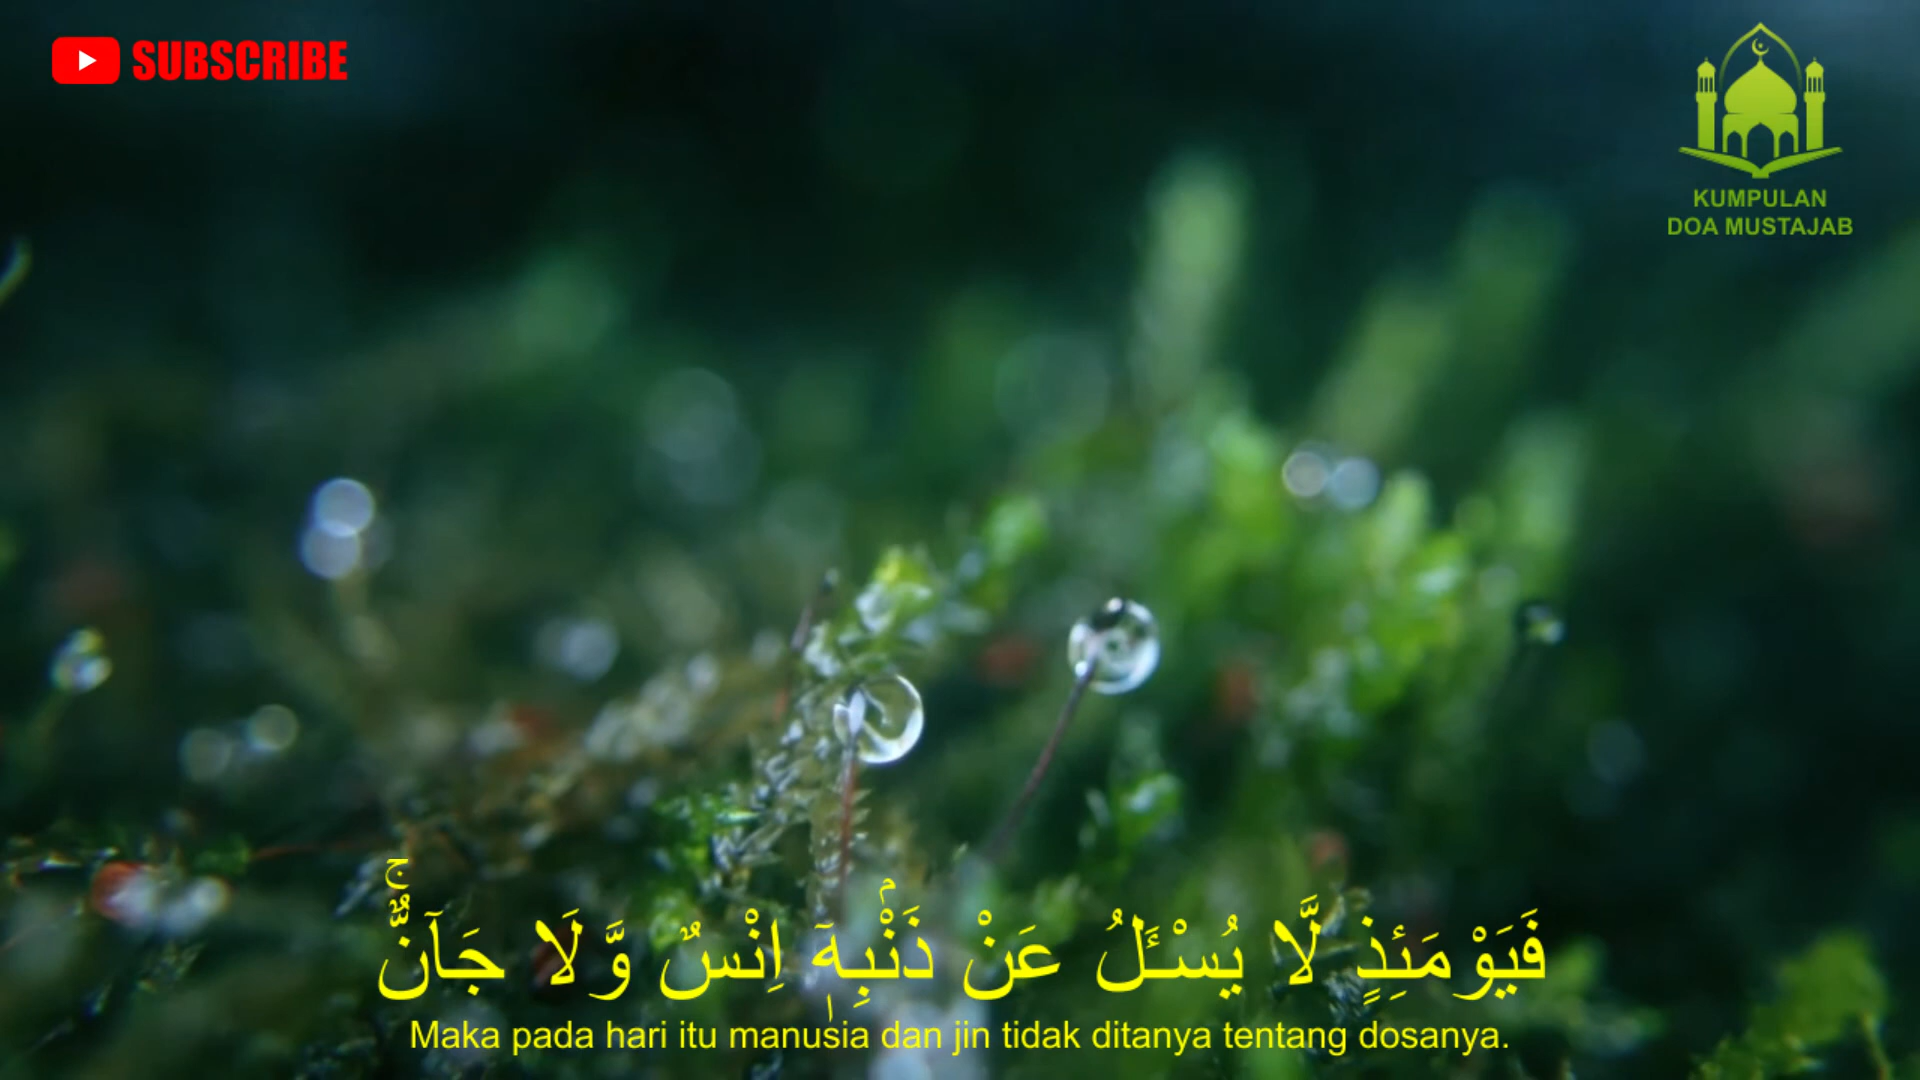 SUBSCRIBE
KUMPULAN
DOA MUSTAJAB
فَيَوْمَئِذٍ لَّا يُسْـَٔلُ عَنْ ذَنْۢبِهٖٓ اِنْسٌ وَّلَا جَاۤنٌّۚ
Maka pada hari itu manusia dan jin tidak ditanya tentang dosanya.